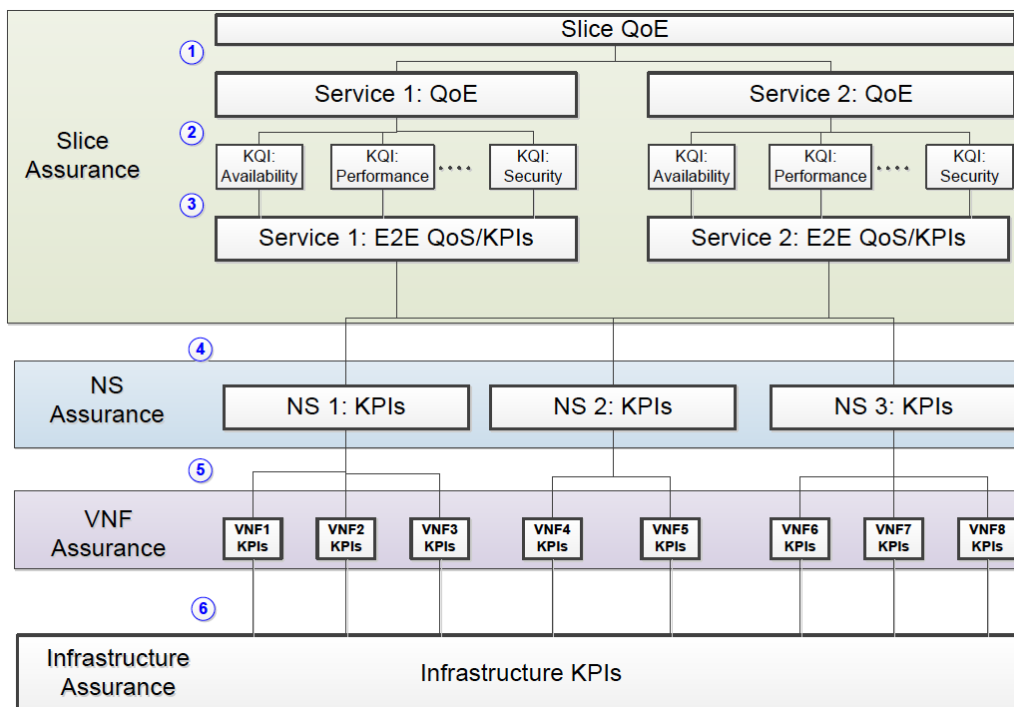 Slice QoE
1
Service 1: QoE
Service 2: QoE
2
Slice
Assurance
KQI:
Availability
KQI:
Performance
....
KQI:
Security
KQI:
Availability
KQI:
Performance
....
KQI:
Security
3
Service 1: E2E QoS/KPIs
Service 2: E2E QoS/KPIs
4
NS
Assurance
NS 1: KPIs
NS 2: KPIs
NS 3: KPIs
5
VNF
Assurance
VNF1
KPIs
VNF2
KPIs
VNF3
KPIs
VNF4
KPIs
VNF5
KPIs
VNF6
KPIs
VNF7
KPIs
VNF8
KPIs
6
Infrastructure
Assurance
Infrastructure KPIs